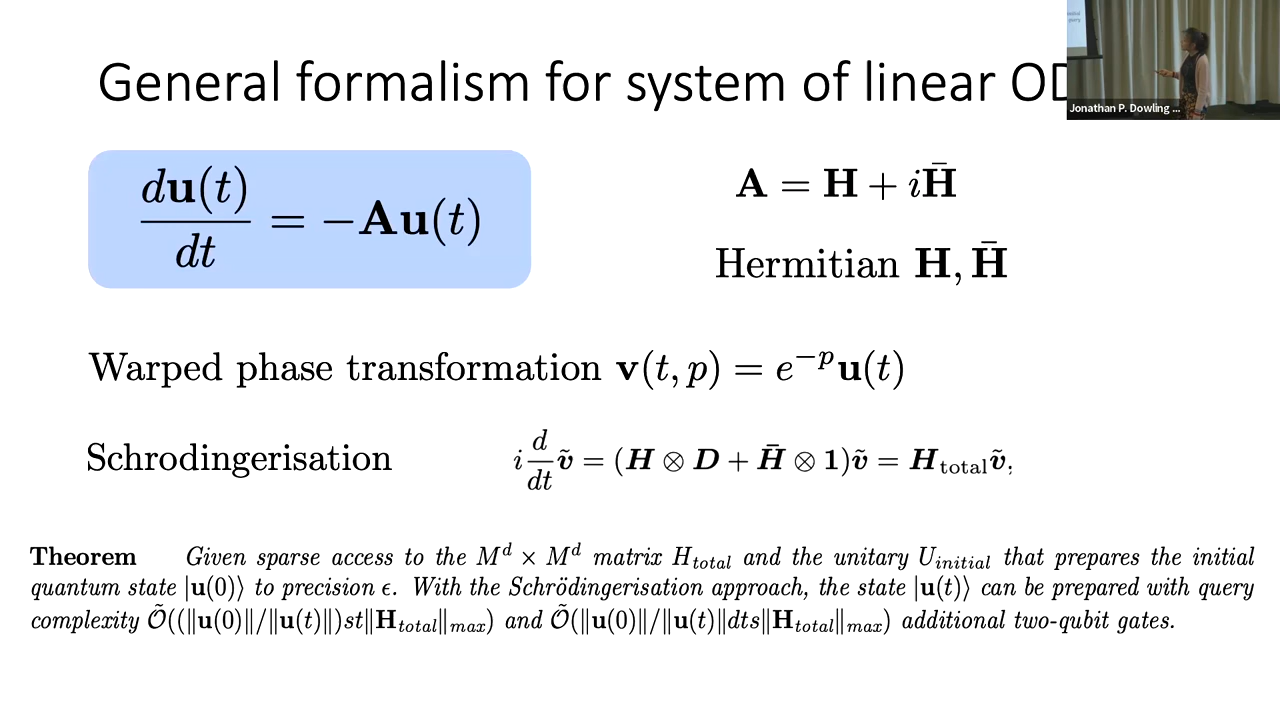 General formalism for system of linear OD
Jonathan P. Dowling ...
du(t)/dt = −Au(t)
A = H + iH̄
Hermitian H, H̄
Warped phase transformation v(t, p) = e^{−p}u(t)
Schrodingerisation i d/dt ṽ = (H ⊗ D + H̄ ⊗ 1)ṽ = H_total ṽ,
Theorem Given sparse access to the M^d × M^d matrix H_total and the unitary U_initial that prepares the initial
quantum state |u(0)⟩ to precision ϵ. With the Schrödingerisation approach, the state |u(t)⟩ can be prepared with query
complexity Õ((‖u(0)‖/‖u(t)‖)st‖H_total‖_max) and Õ(‖u(0)‖/‖u(t)‖dts‖H_total‖_max) additional two-qubit gates.